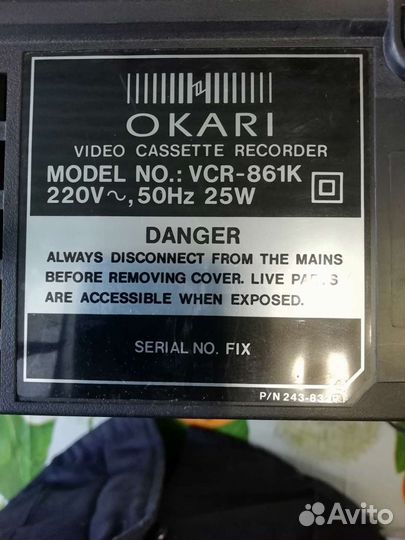 OKARI
VIDEO CASSETTE RECORDER
MODEL NO.: VCR-861K
220V~, 50Hz 25W
DANGER
ALWAYS DISCONNECT FROM THE MAINS
BEFORE REMOVING COVER. LIVE PARTS
ARE ACCESSIBLE WHEN EXPOSED.
SERIAL NO. FIX
P/N
Avito